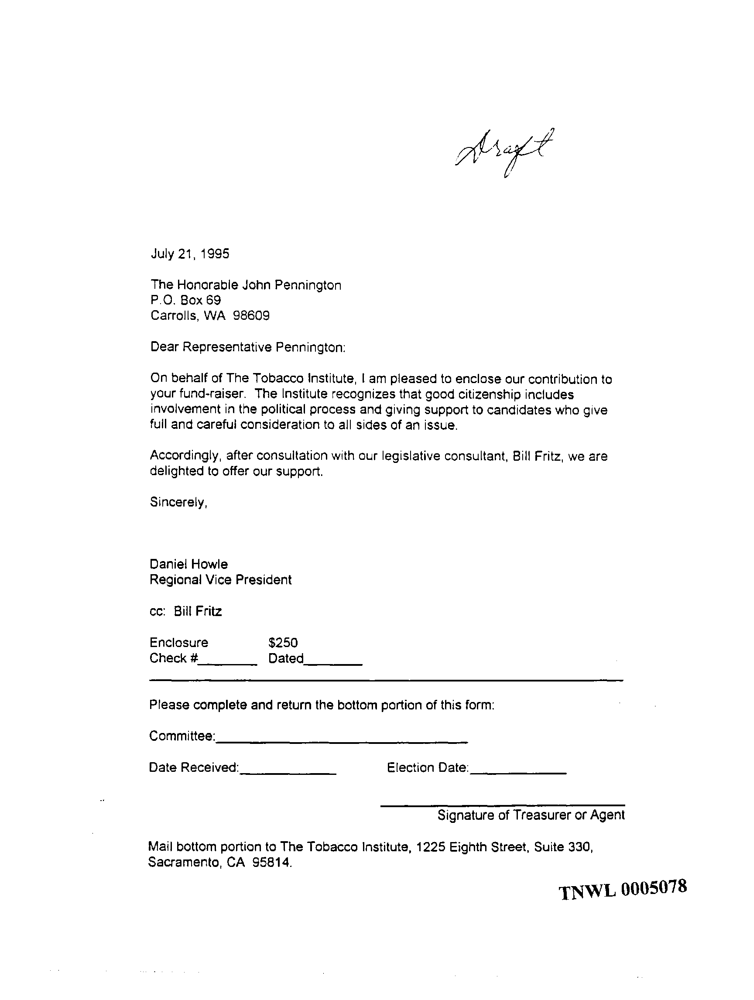 Draft
July 21, 1995
The Honorable John Pennington
P.O. Box 69
Carrolls, WA 98609
Dear Representative Pennington:
On behalf of The Tobacco Institute, I am pleased to enclose our contribution to
your fund-raiser. The Institute recognizes that good citizenship includes
involvement in the political process and giving support to candidates who give
full and careful consideration to all sides of an issue.
Accordingly, after consultation with our legislative consultant, Bill Fritz, we are
delighted to offer our support.
Sincerely,
Daniel Howle
Regional Vice President
cc: Bill Fritz
Enclosure $250
Check #________ Dated________
Please complete and return the bottom portion of this form:
Committee:____________________
Date Received:____________ Election Date:____________
Signature of Treasurer or Agent
Mail bottom portion to The Tobacco Institute, 1225 Eighth Street, Suite 330,
Sacramento, CA 95814.
TNWL 0005078